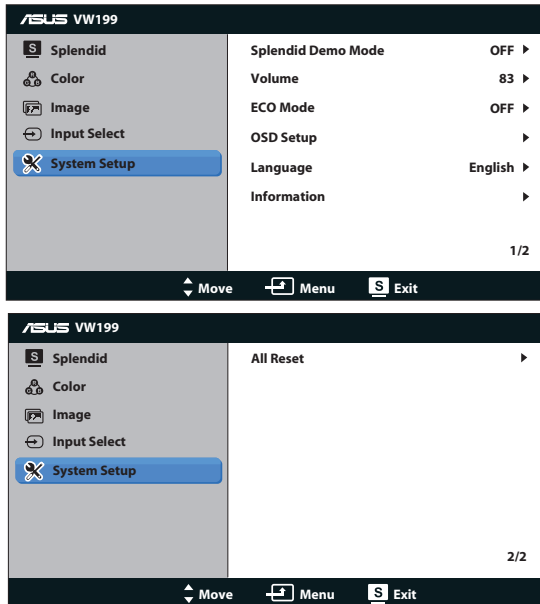 ASUS VW199
S Splendid
Color
Image
Input Select
System Setup
Splendid Demo Mode OFF
Volume 83
ECO Mode OFF
OSD Setup
Language English
Information
1/2
Move Menu S Exit
ASUS VW199
S Splendid
Color
Image
Input Select
System Setup
All Reset
2/2
Move Menu S Exit